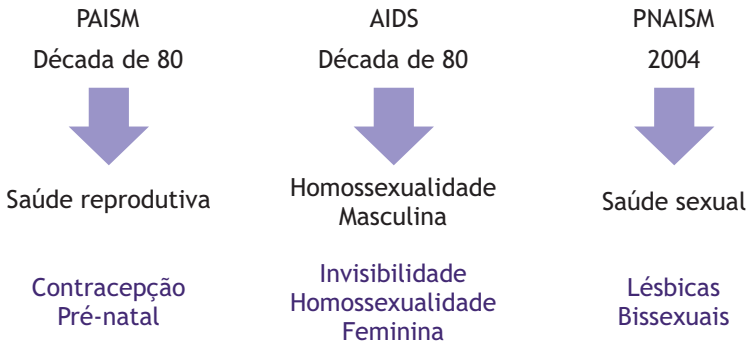 PAISM
Década de 80
Saúde reprodutiva
Contracepção
Pré-natal
AIDS
Década de 80
Homossexualidade
Masculina
Invisibilidade
Homossexualidade
Feminina
PNAISM
2004
Saúde sexual
Lésbicas
Bissexuais